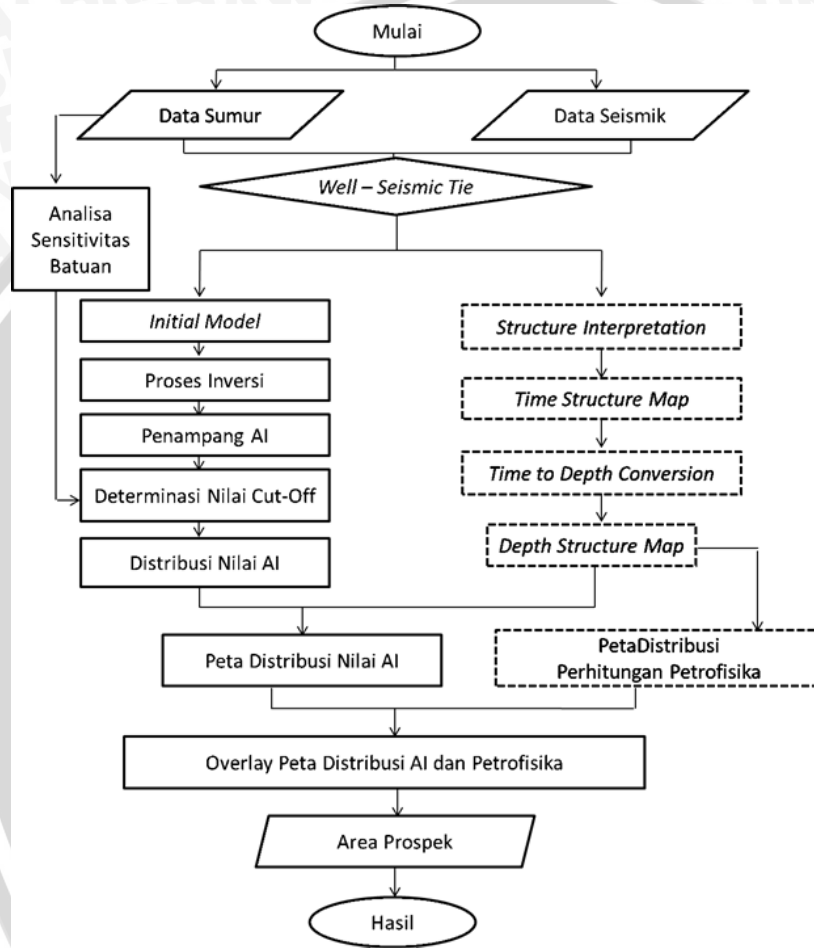 Mulai
Data Sumur
Data Seismik
Well – Seismic Tie
Analisa
Sensitivitas
Batuan
Initial Model
Structure Interpretation
Proses Inversi
Time Structure Map
Penampang AI
Time to Depth Conversion
Determinasi Nilai Cut-Off
Depth Structure Map
Distribusi Nilai AI
Peta Distribusi Nilai AI
PetaDistribusi
Perhitungan Petrofisika
Overlay Peta Distribusi AI dan Petrofisika
Area Prospek
Hasil